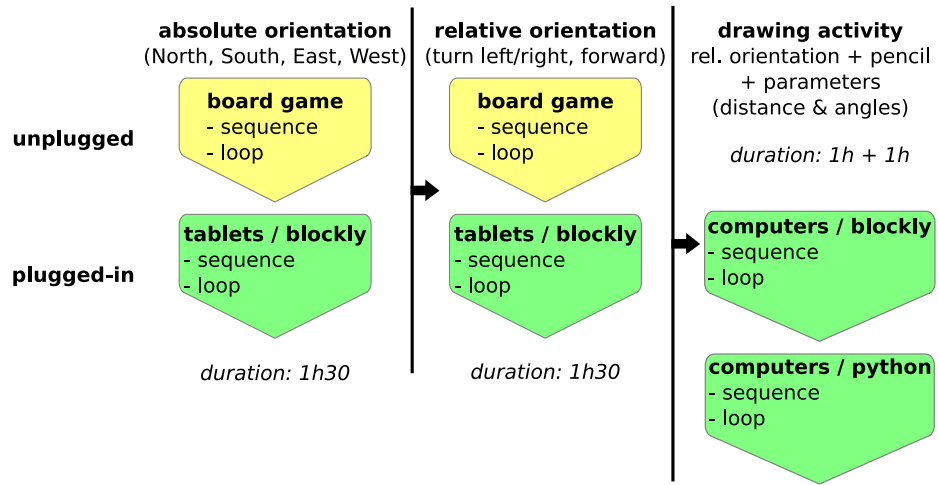 absolute orientation
(North, South, East, West)
relative orientation
(turn left/right, forward)
drawing activity
rel. orientation + pencil
+ parameters
(distance & angles)
duration: 1h + 1h
unplugged
board game
- sequence
- loop
board game
- sequence
- loop
plugged-in
tablets / blockly
- sequence
- loop
tablets / blockly
- sequence
- loop
computers / blockly
- sequence
- loop
duration: 1h30
duration: 1h30
computers / python
- sequence
- loop